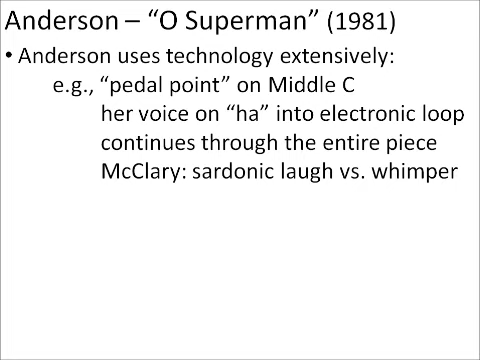 Anderson – “O Superman” (1981)
• Anderson uses technology extensively:
e.g., “pedal point” on Middle C
her voice on “ha” into electronic loop
continues through the entire piece
McClary: sardonic laugh vs. whimper